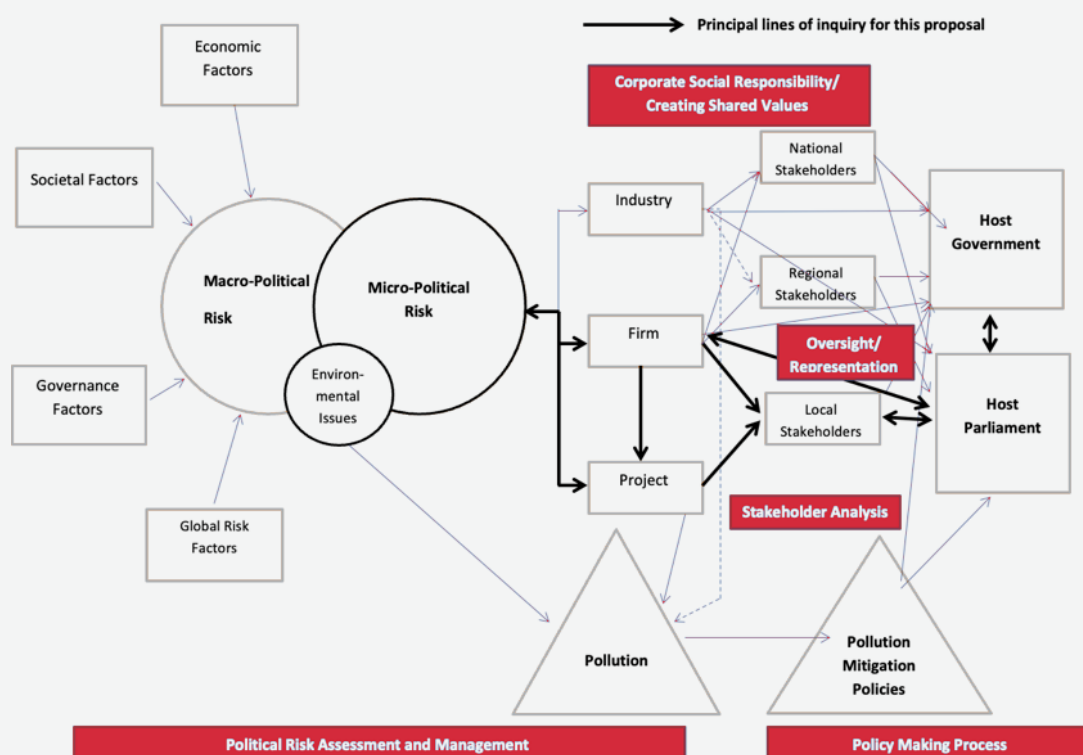 Principal lines of inquiry for this proposal
Economic
Factors
Corporate Social Responsibility/
Creating Shared Values
National
Stakeholders
Societal Factors
Industry
Host
Government
Macro-Political
Risk
Micro-Political
Risk
Regional
Stakeholders
Firm
Oversight/
Representation
Environ-
mental
Issues
Governance
Factors
Local
Stakeholders
Host
Parliament
Project
Stakeholder Analysis
Global Risk
Factors
Pollution
Pollution
Mitigation
Policies
Political Risk Assessment and Management
Policy Making Process